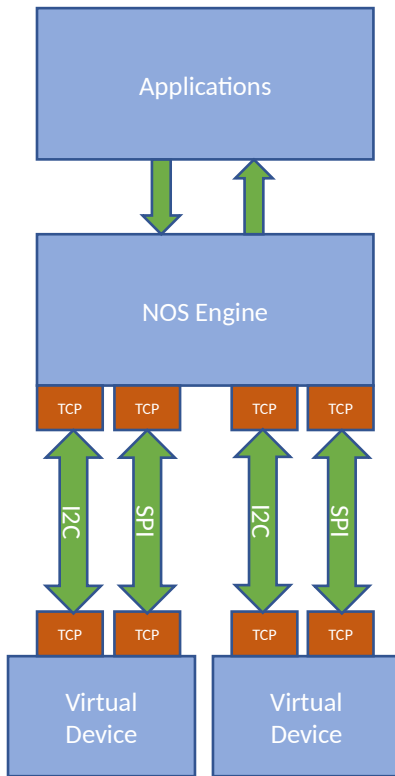 Applications
NOS Engine
TCP
TCP
TCP
TCP
I2C
SPI
I2C
SPI
TCP
TCP
TCP
TCP
Virtual
Device
Virtual
Device